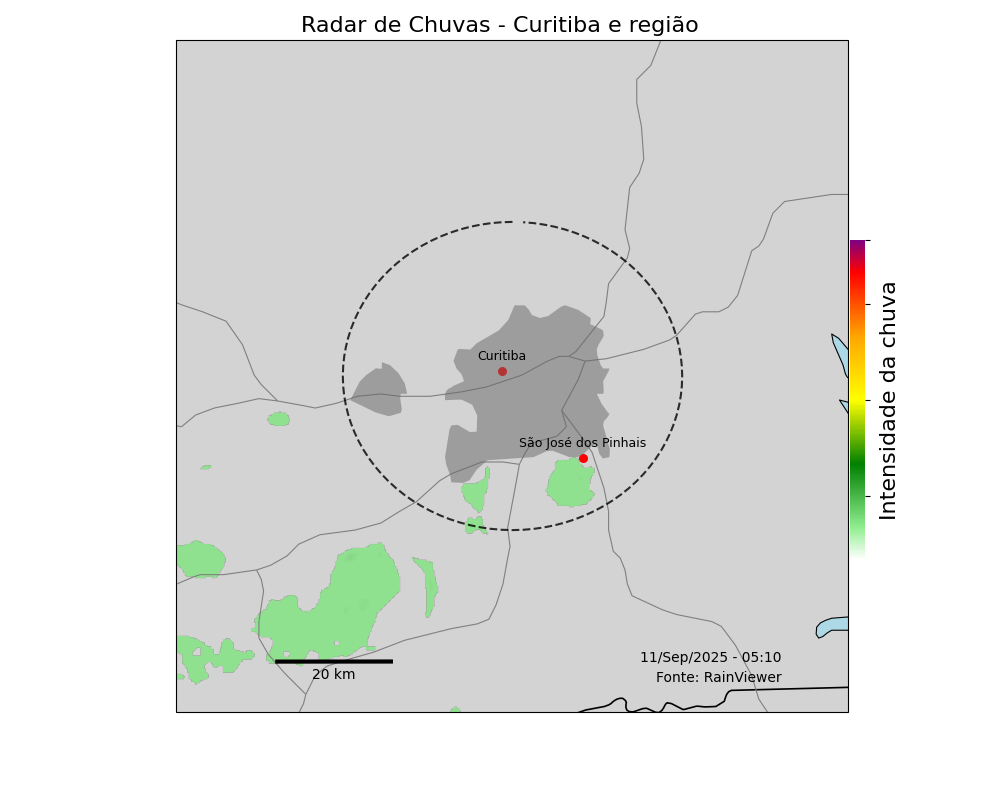 Radar de Chuvas - Curitiba e região
Curitiba
São José dos Pinhais
Intensidade da chuva
11/Sep/2025 - 05:10
20 km
Fonte: RainViewer